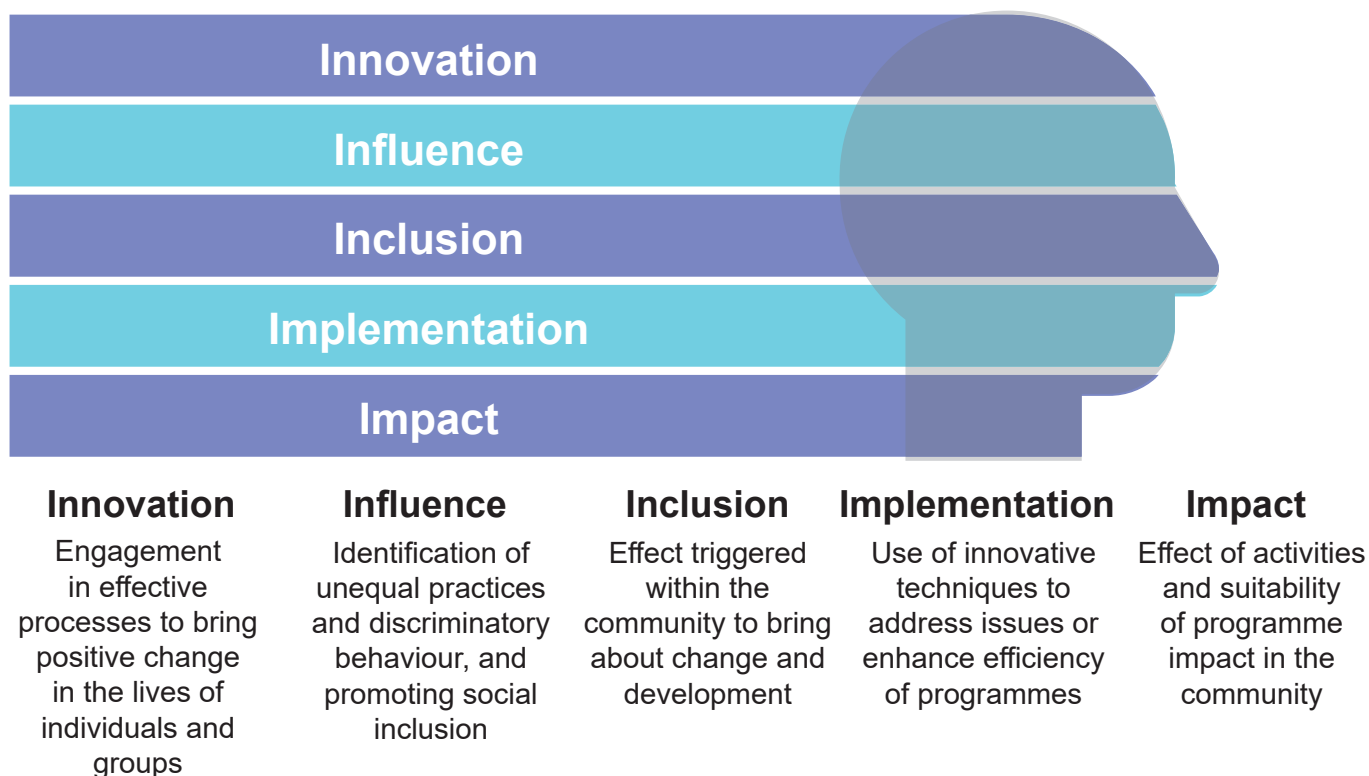 Innovation
Influence
Inclusion
Implementation
Impact
Innovation
Engagement
in effective
processes to bring
positive change
in the lives of
individuals and
groups
Influence
Identification of
unequal practices
and discriminatory
behaviour, and
promoting social
inclusion
Inclusion
Effect triggered
within the
community to bring
about change and
development
Implementation
Use of innovative
techniques to
address issues or
enhance efficiency
of programmes
Impact
Effect of activities
and suitability
of programme
impact in the
community